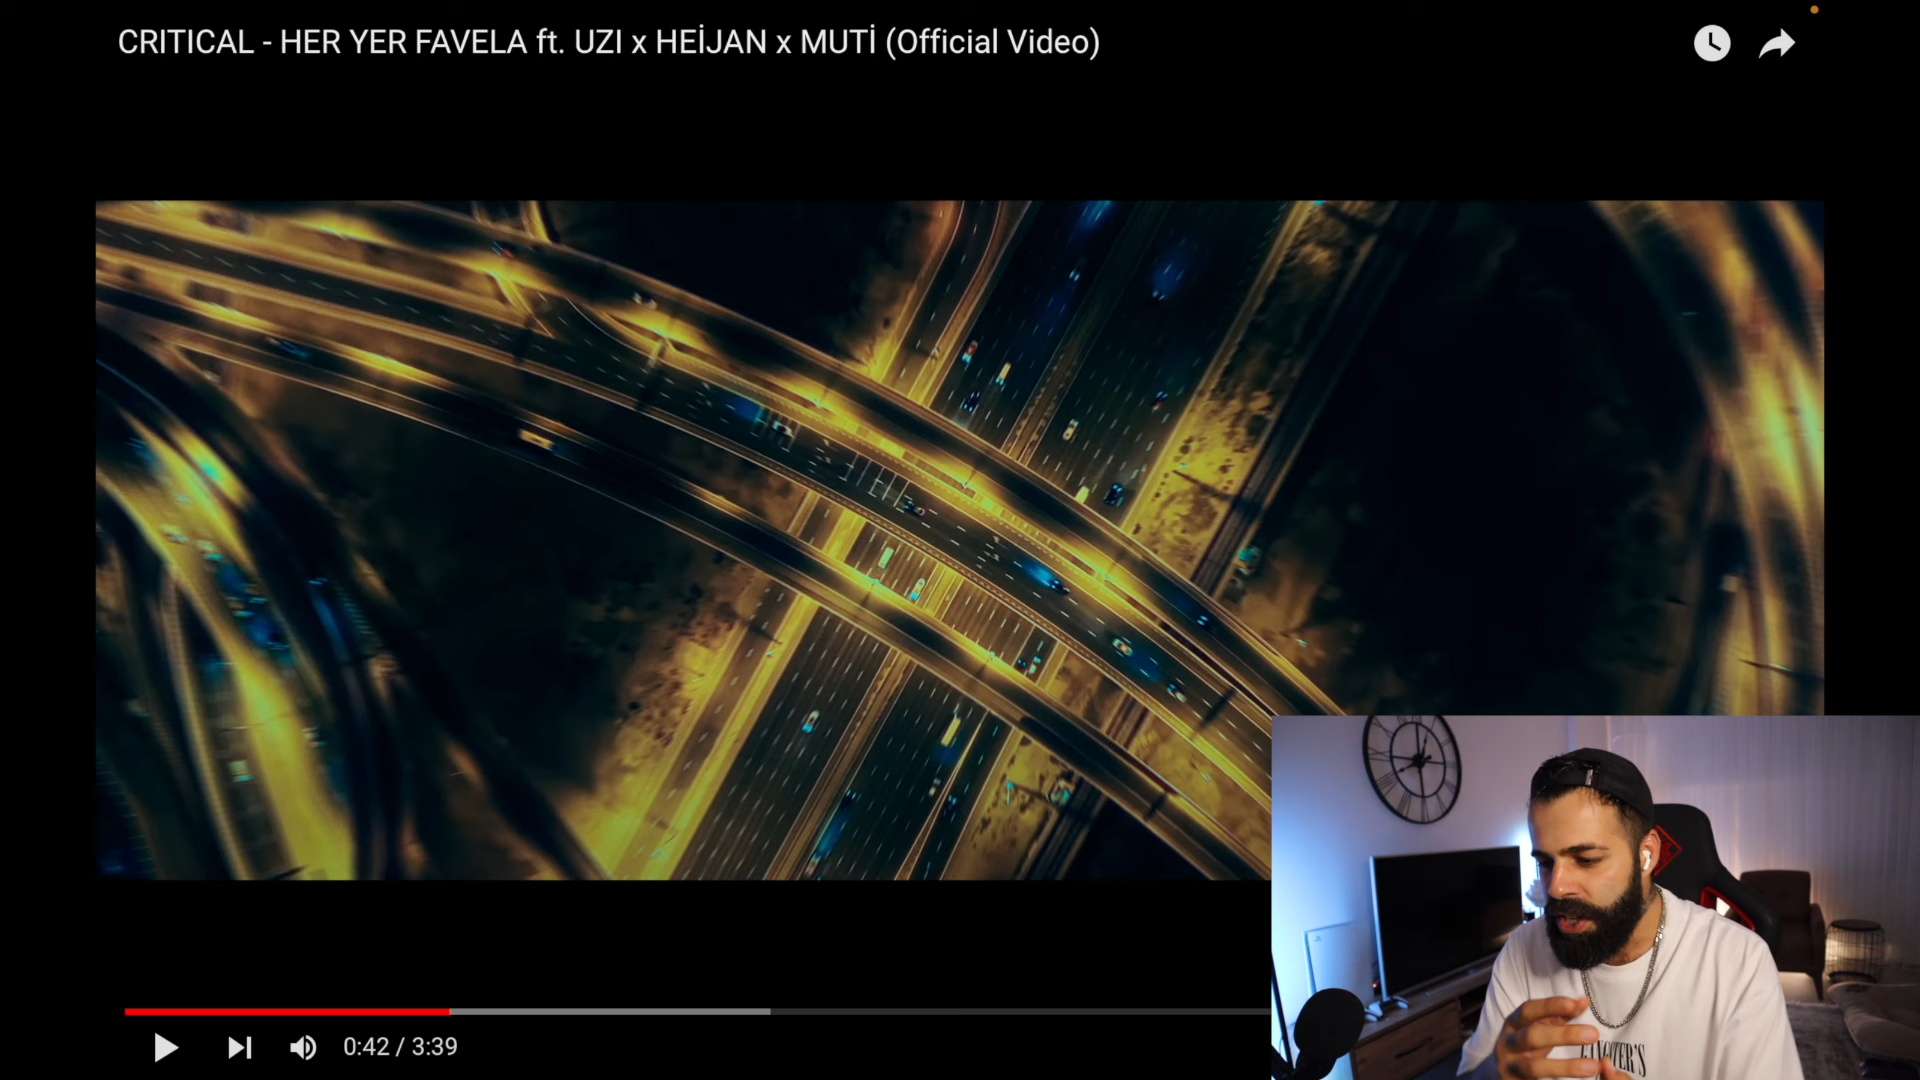 CRITICAL - HER YER FAVELA ft. UZI x HEİJAN x MUTİ (Official Video)
0:42 / 3:39